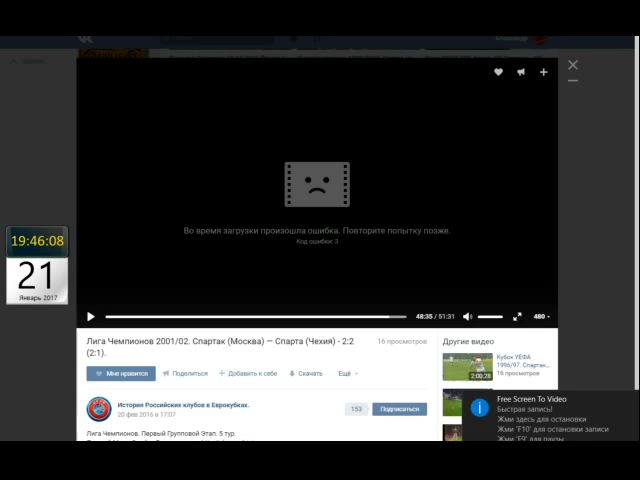 Во время загрузки произошла ошибка. Повторите попытку позже.
Код ошибки: 3
19:46:08
21
Январь 2017
48:35 / 51:31
480
Лига Чемпионов 2001/02. Спартак (Москва) — Спарта (Чехия) - 2:2
(2:1).
16 просмотров
Мне нравится
Поделиться
Добавить к себе
Скачать
Ещё
История Российских клубов в Еврокубках.
20 фев 2016 в 17:07
153
Подписаться
Лига Чемпионов. Первый Групповой Этап. 5 тур.
Другие видео
2:00:28
Кубок УЕФА
1996/97. Спартак...
16 просмотров
Free Screen To Video
Быстрая запись!
Жми здесь для остановки
Жми 'F10' для остановки записи
Жми 'F9' для паузы